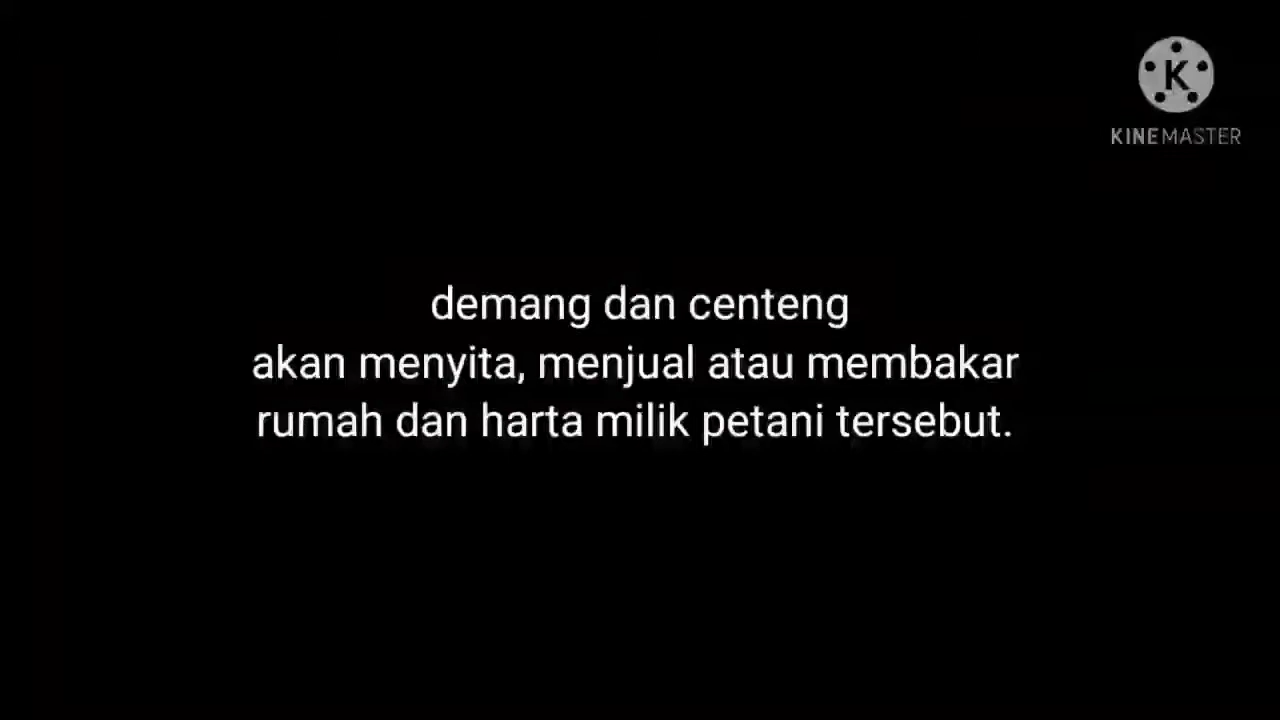 K
KINEMASTER
demang dan centeng
akan menyita, menjual atau membakar
rumah dan harta milik petani tersebut.